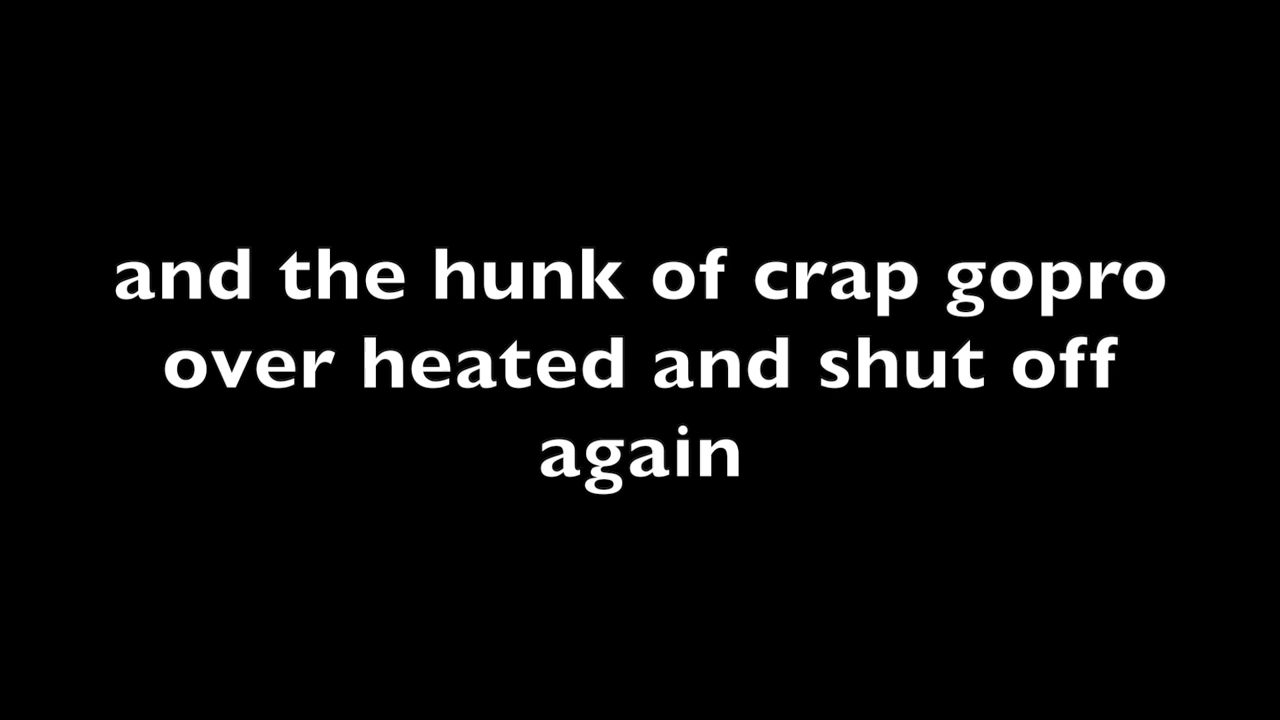 and the hunk of crap gopro
over heated and shut off
again